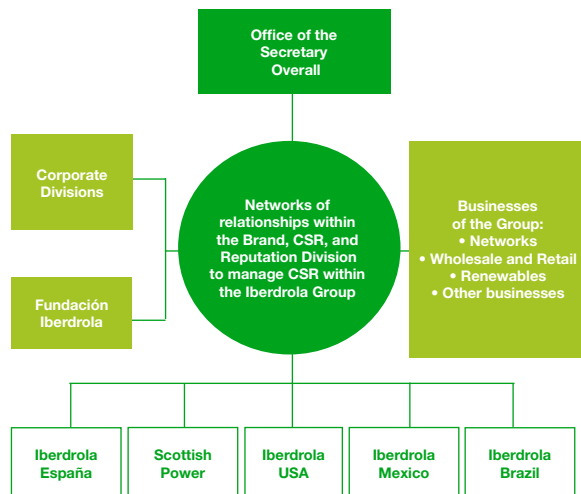 Office of the
Secretary
Overall
Corporate
Divisions
Fundación
Iberdrola
Networks of
relationships within
the Brand, CSR, and
Reputation Division
to manage CSR within
the Iberdrola Group
Businesses
of the Group:
• Networks
• Wholesale and Retail
• Renewables
• Other businesses
Iberdrola
España
Scottish
Power
Iberdrola
USA
Iberdrola
Mexico
Iberdrola
Brazil